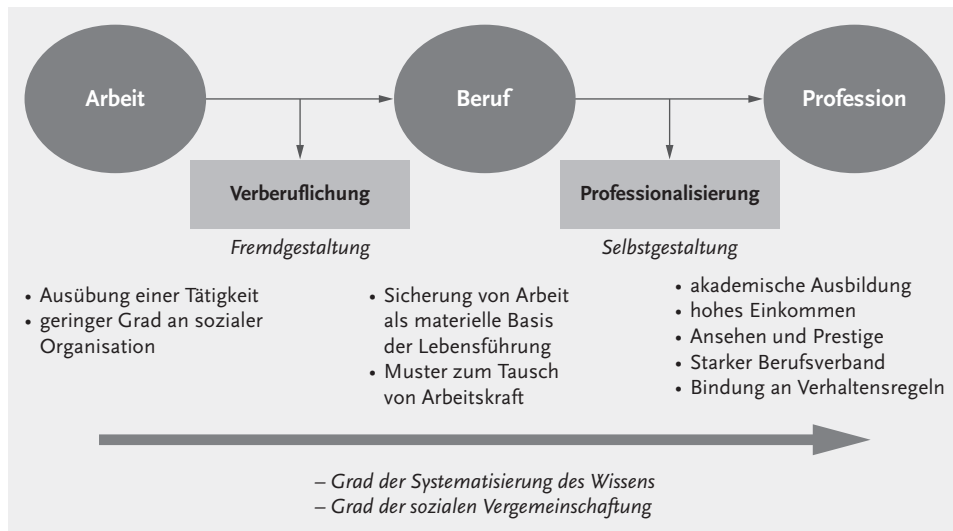 Arbeit
Beruf
Profession
Verberuflichung
Professionalisierung
Fremdgestaltung
Selbstgestaltung
• Ausübung einer Tätigkeit
• geringer Grad an sozialer
Organisation
• Sicherung von Arbeit
als materielle Basis
der Lebensführung
• Muster zum Tausch
von Arbeitskraft
• akademische Ausbildung
• hohes Einkommen
• Ansehen und Prestige
• Starker Berufsverband
• Bindung an Verhaltensregeln
– Grad der Systematisierung des Wissens
– Grad der sozialen Vergemeinschaftung